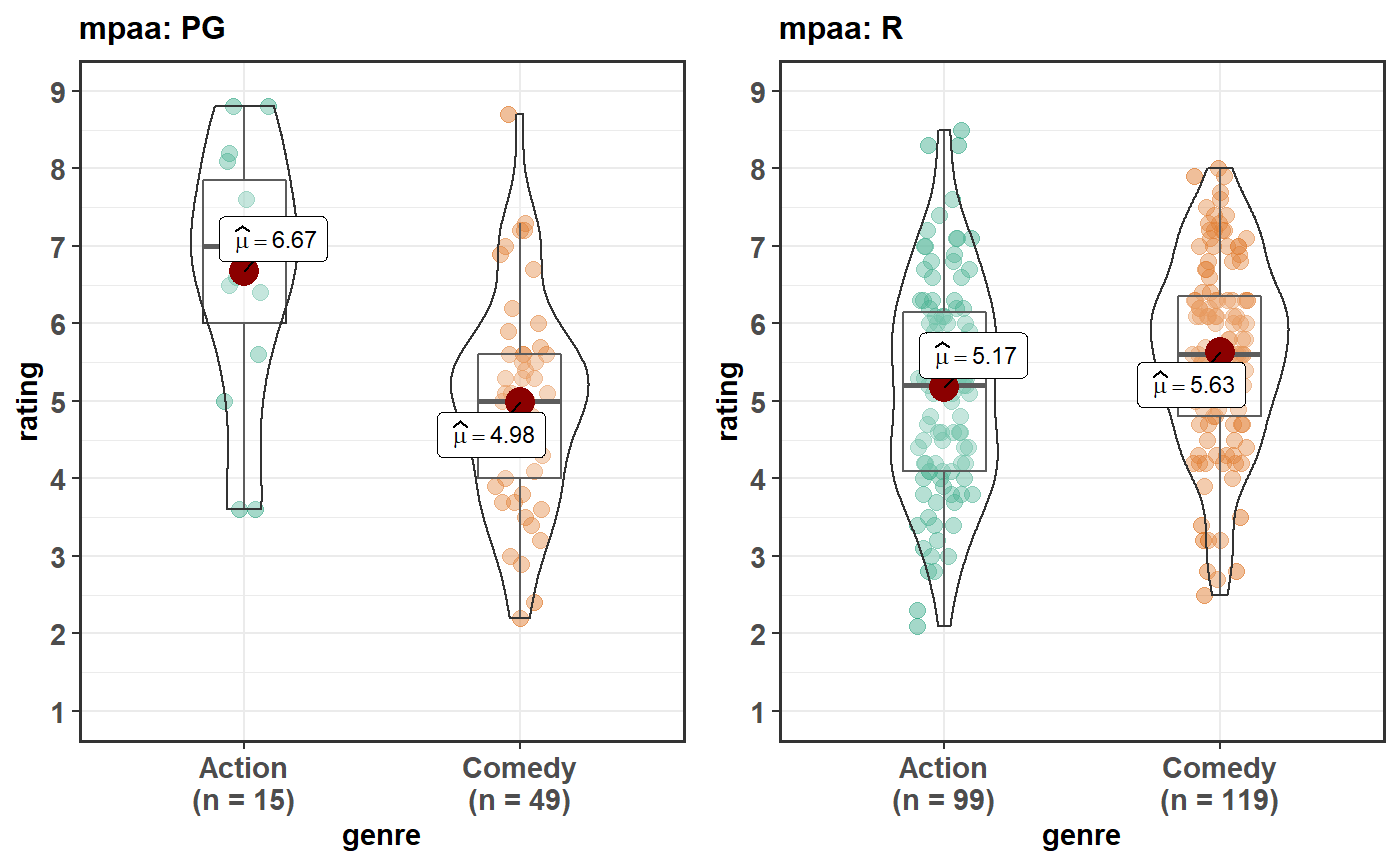 mpaa: PG
rating
9
8
7
6
5
4
3
2
1
μ̂ = 6.67
μ̂ = 4.98
Action
(n = 15)
Comedy
(n = 49)
genre
mpaa: R
rating
9
8
7
6
5
4
3
2
1
μ̂ = 5.17
μ̂ = 5.63
Action
(n = 99)
Comedy
(n = 119)
genre